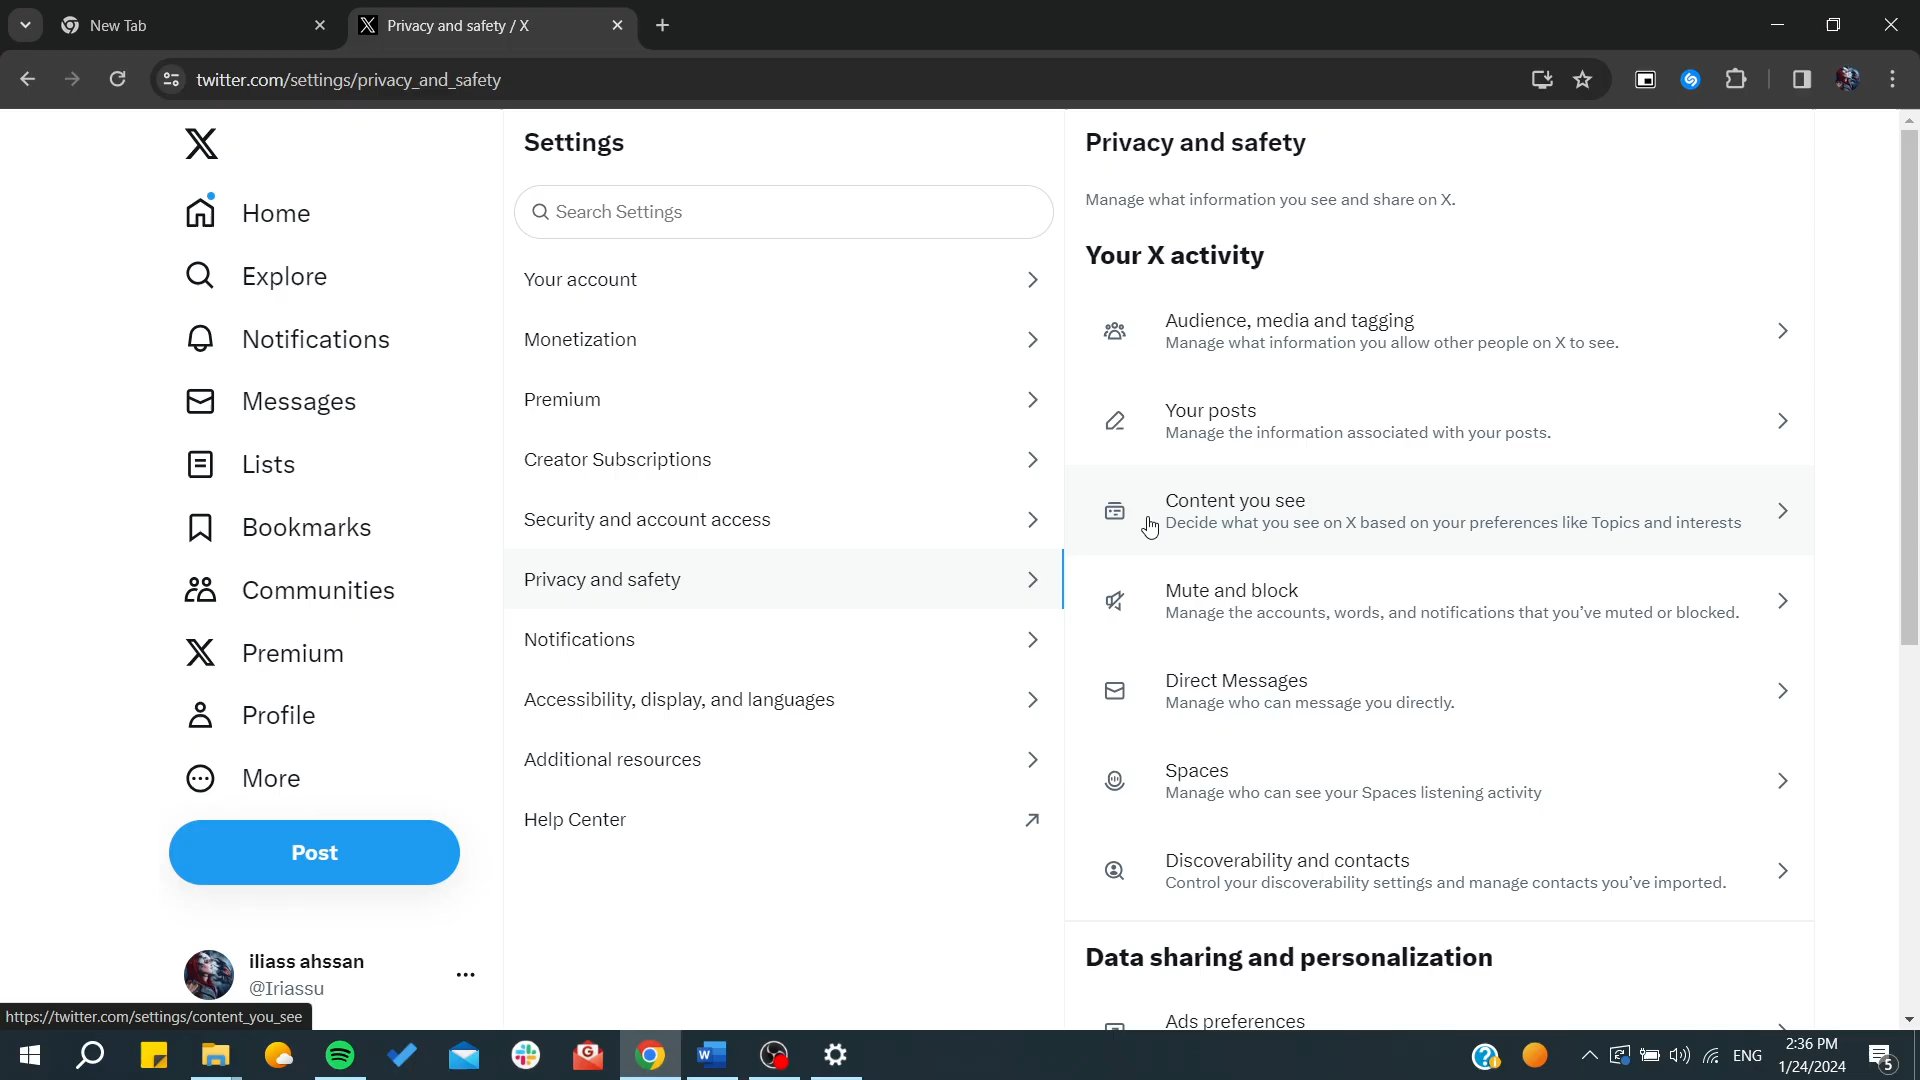 New Tab
Privacy and safety / X
twitter.com/settings/privacy_and_safety
Home
Explore
Notifications
Messages
Lists
Bookmarks
Communities
Premium
Profile
More
Post
iliass ahssan
@Iriassu
https://twitter.com/settings/content_you_see
Settings
Search Settings
Your account
Monetization
Premium
Creator Subscriptions
Security and account access
Privacy and safety
Notifications
Accessibility, display, and languages
Additional resources
Help Center
Privacy and safety
Manage what information you see and share on X.
Your X activity
Audience, media and tagging
Manage what information you allow other people on X to see.
Your posts
Manage the information associated with your posts.
Content you see
Decide what you see on X based on your preferences like Topics and interests
Mute and block
Manage the accounts, words, and notifications that you’ve muted or blocked.
Direct Messages
Manage who can message you directly.
Spaces
Manage who can see your Spaces listening activity
Discoverability and contacts
Control your discoverability settings and manage contacts you’ve imported.
Data sharing and personalization
Ads preferences
ENG
2:36 PM
1/24/2024
5